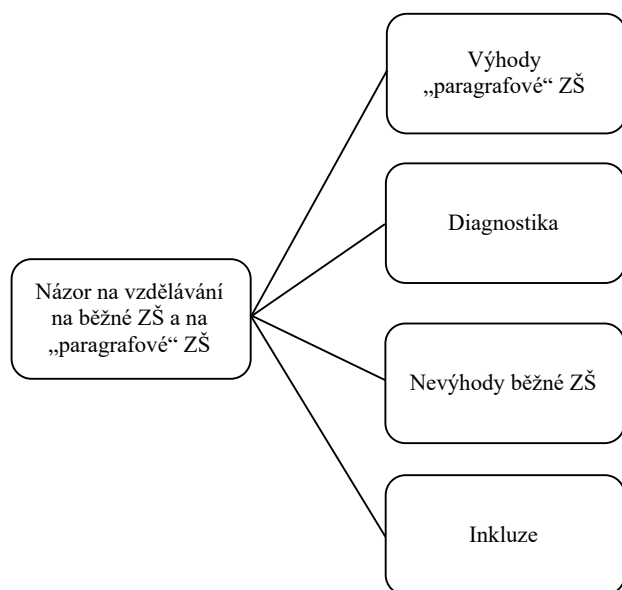 Výhody
„paragrafové“ ZŠ
Diagnostika
Názor na vzdělávání
na běžné ZŠ a na
„paragrafové“ ZŠ
Nevýhody běžné ZŠ
Inkluze